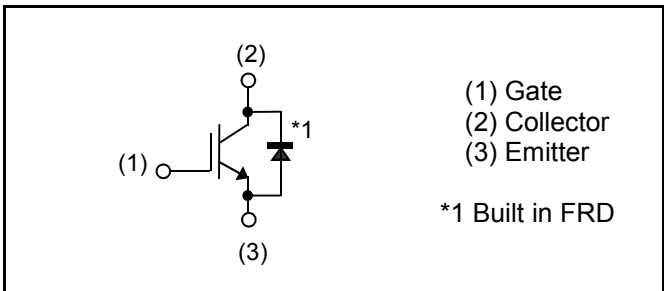 (2)
*1
(1)
(3)
(1) Gate
(2) Collector
(3) Emitter
*1 Built in FRD